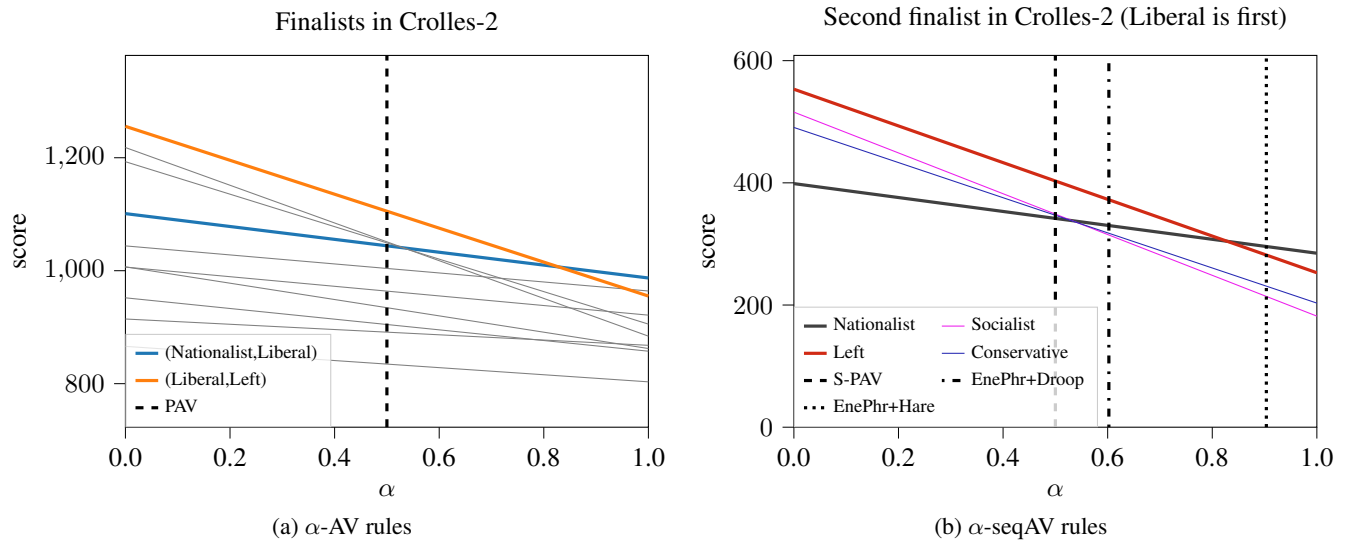 Finalists in Crolles-2
1,200
1,000
800
score
0.0 0.2 0.4 0.6 0.8 1.0
α
(Nationalist,Liberal)
(Liberal,Left)
PAV
(a) α-AV rules
Second finalist in Crolles-2 (Liberal is first)
600
400
200
0
score
0.0 0.2 0.4 0.6 0.8 1.0
α
Nationalist Socialist
Left Conservative
S-PAV EnePhr+Droop
EnePhr+Hare
(b) α-seqAV rules